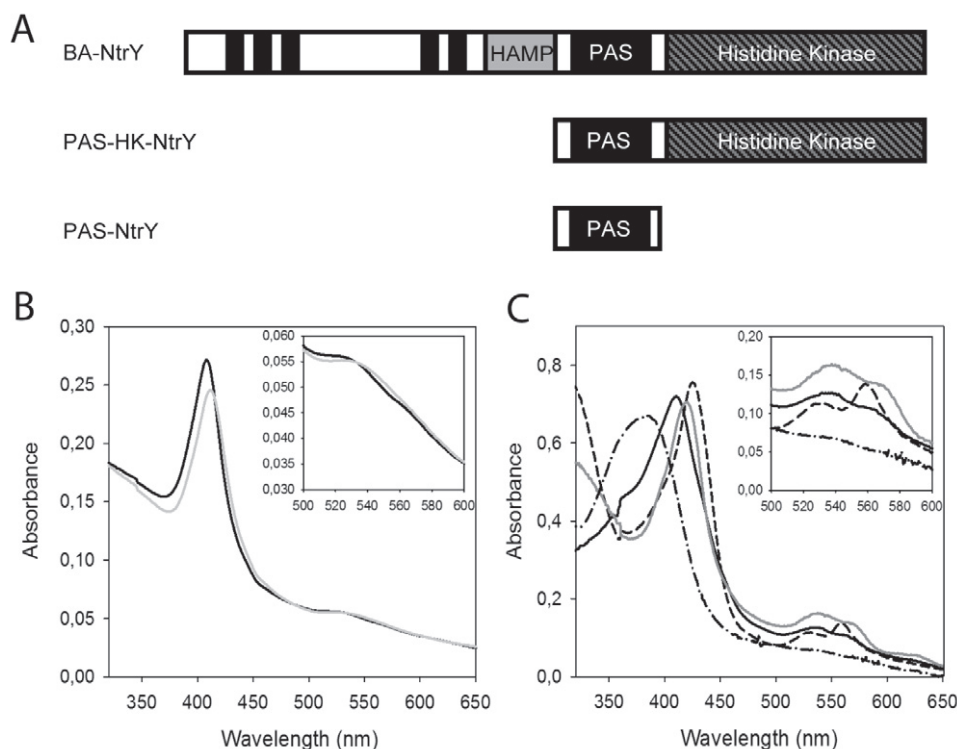 A
BA-NtrY
HAMP
PAS
Histidine Kinase
PAS-HK-NtrY
PAS
Histidine Kinase
PAS-NtrY
PAS
B
0,30
0,25
0,20
0,15
0,10
0,05
0,00
Absorbance
350 400 450 500 550 600 650
Wavelength (nm)
0,060
0,055
0,050
0,045
0,040
0,035
0,030
500 520 540 560 580 600
C
0,8
0,6
0,4
0,2
0,0
Absorbance
350 400 450 500 550 600 650
Wavelength (nm)
0,20
0,15
0,10
0,05
0,00
500 520 540 560 580 600